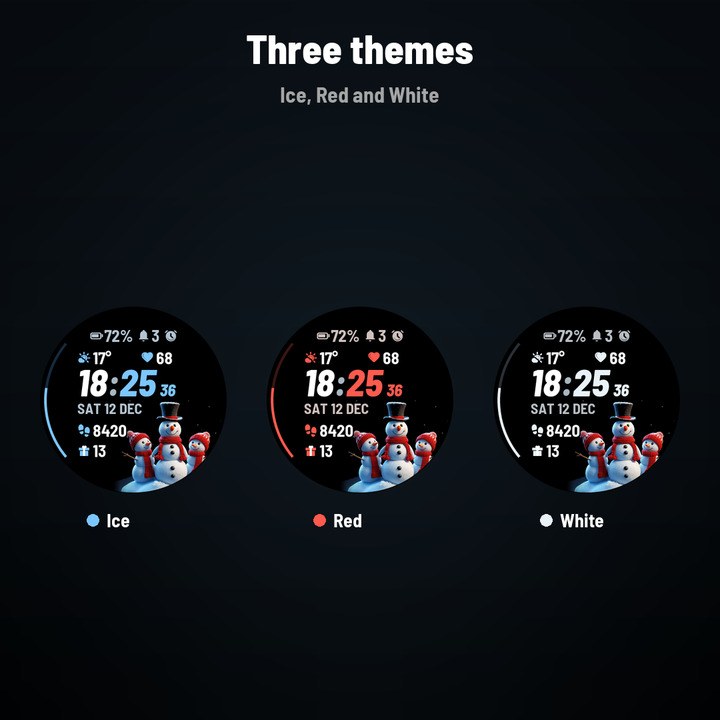 Three themes
Ice, Red and White
72% 3
17° 68
18:25 36
SAT 12 DEC
8420
13
Ice
72% 3
17° 68
18:25 36
SAT 12 DEC
8420
13
Red
72% 3
17° 68
18:25 36
SAT 12 DEC
8420
13
White